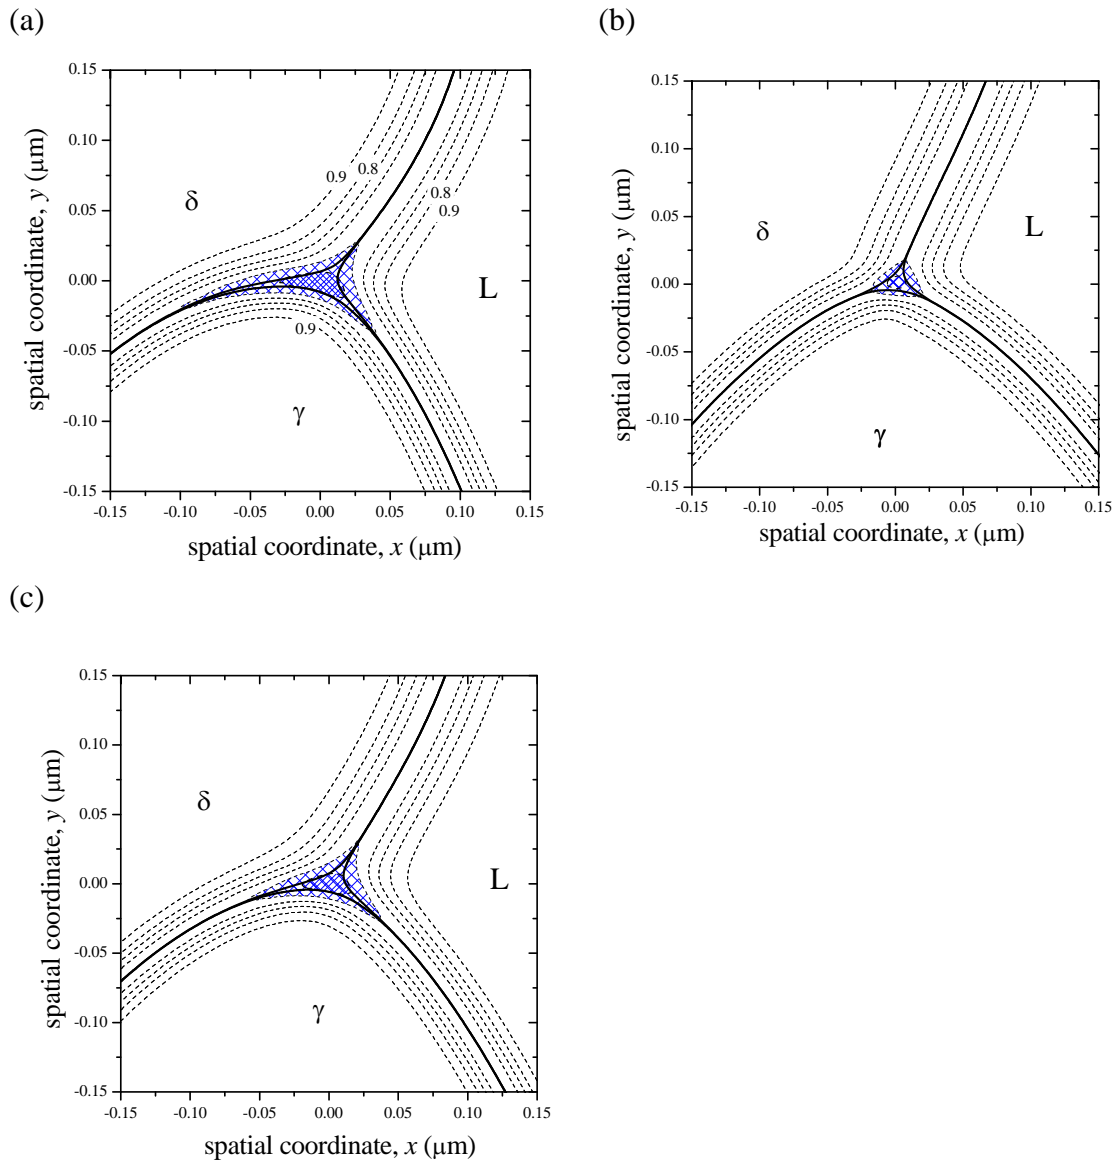 (a)
0.15
0.10
0.05
0.00
-0.05
-0.10
-0.15
spatial coordinate, y (μm)
0.9
0.8
0.8
0.9
0.9
δ
L
γ
-0.15 -0.10 -0.05 0.00 0.05 0.10 0.15
spatial coordinate, x (μm)
(b)
0.15
0.10
0.05
0.00
-0.05
-0.10
-0.15
spatial coordinate, y (μm)
δ
L
γ
-0.15 -0.10 -0.05 0.00 0.05 0.10 0.15
spatial coordinate, x (μm)
(c)
0.15
0.10
0.05
0.00
-0.05
-0.10
-0.15
spatial coordinate, y (μm)
δ
L
γ
-0.15 -0.10 -0.05 0.00 0.05 0.10 0.15
spatial coordinate, x (μm)